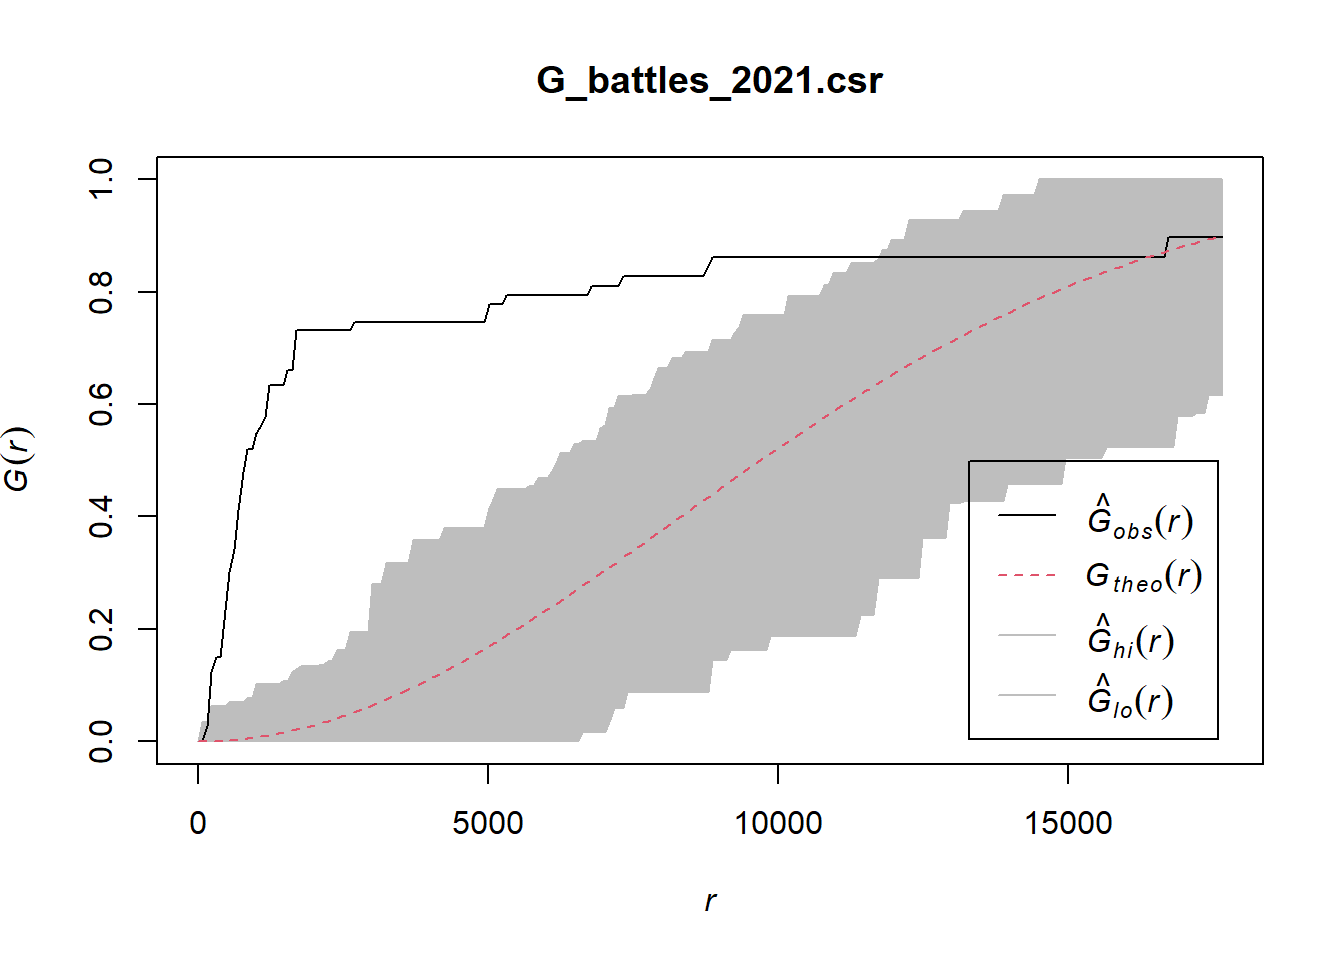 G_battles_2021.csr
G(r)
1.0
0.8
0.6
0.4
0.2
0.0
Ĝobs(r)
Gtheo(r)
Ĝhi(r)
Ĝlo(r)
0 5000 10000 15000
r